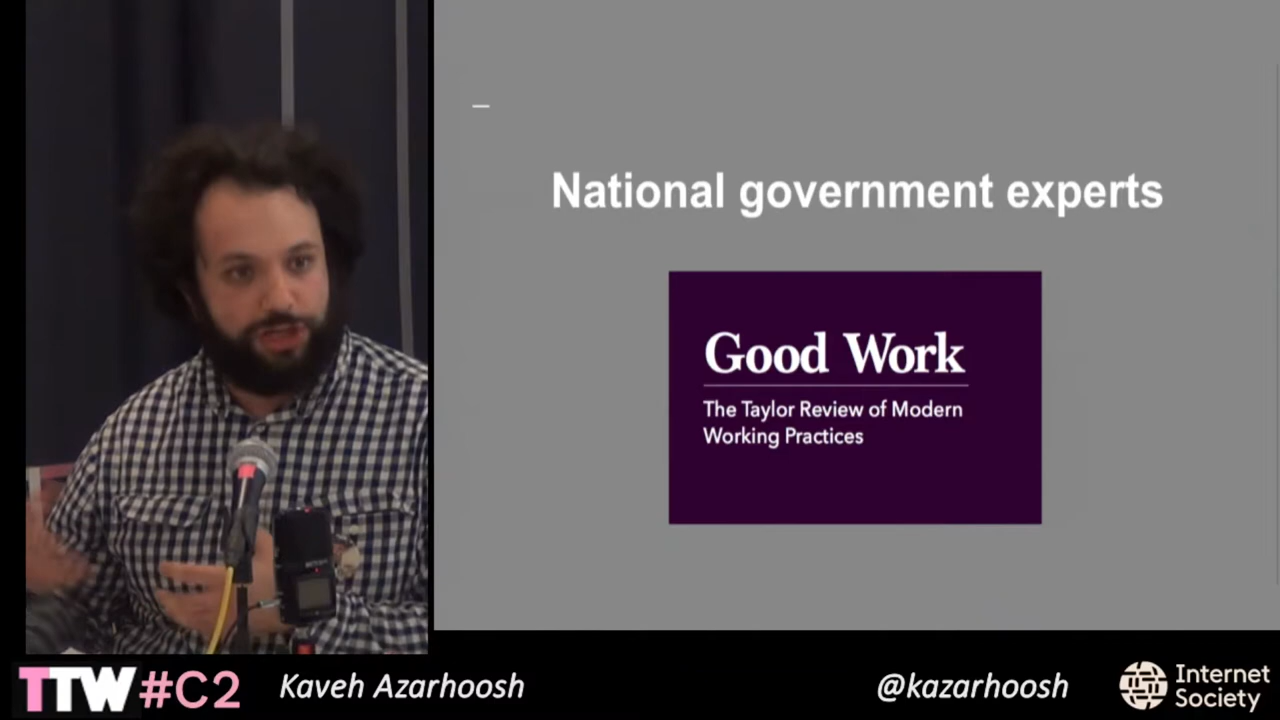 National government experts
Good Work
The Taylor Review of Modern
Working Practices
TTW#C2
Kaveh Azarhoosh
@kazarhoosh
Internet
Society